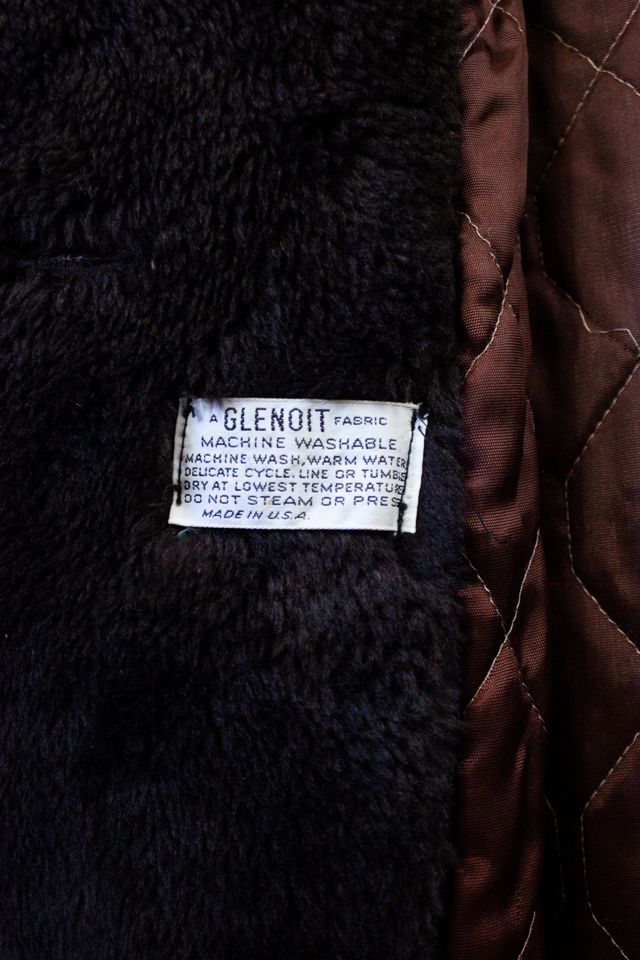 A GLENOIT FABRIC
MACHINE WASHABLE
MACHINE WASH, WARM WATER
DELICATE CYCLE. LINE OR TUMBLE
DRY AT LOWEST TEMPERATURE
DO NOT STEAM OR PRESS
MADE IN U.S.A.